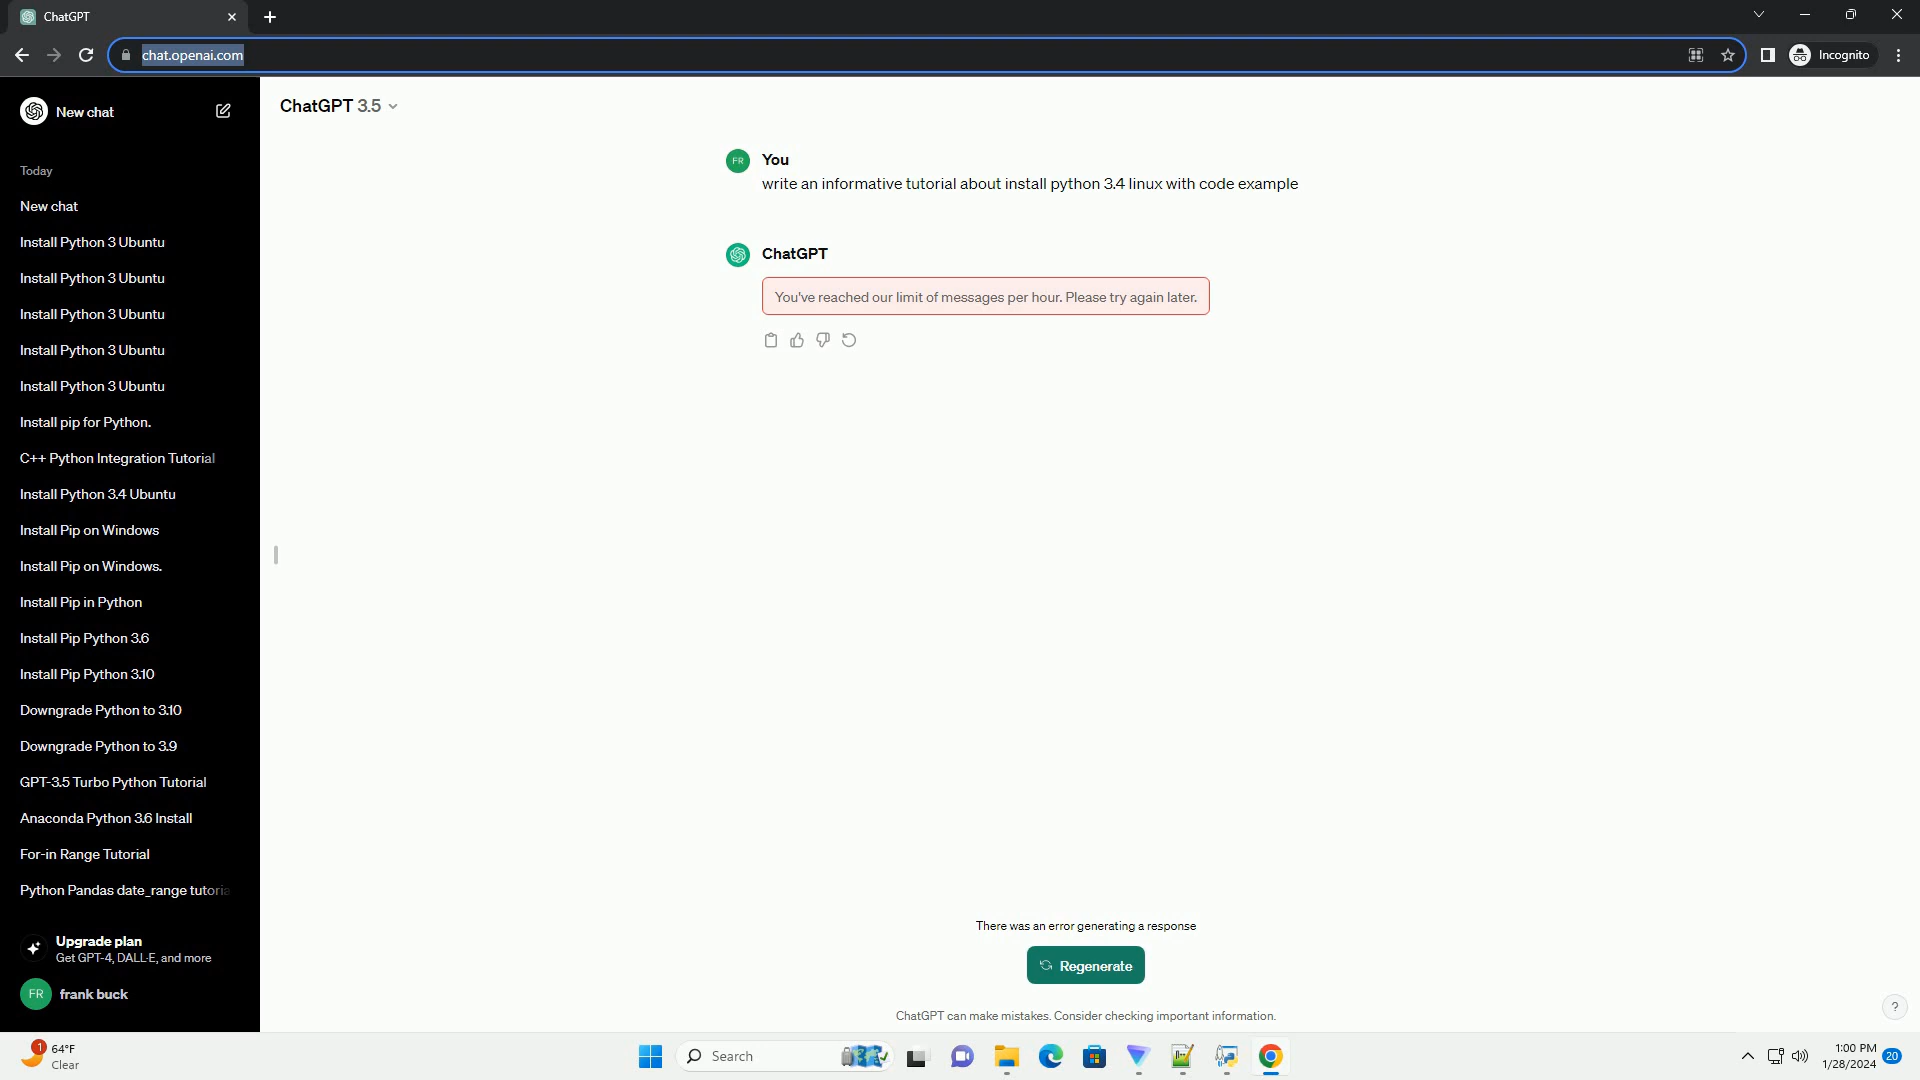 ChatGPT
chat.openai.com
Incognito
New chat
Today
New chat
Install Python 3 Ubuntu
Install Python 3 Ubuntu
Install Python 3 Ubuntu
Install Python 3 Ubuntu
Install Python 3 Ubuntu
Install pip for Python.
C++ Python Integration Tutorial
Install Python 3.4 Ubuntu
Install Pip on Windows
Install Pip on Windows.
Install Pip in Python
Install Pip Python 3.6
Install Pip Python 3.10
Downgrade Python to 3.10
Downgrade Python to 3.9
GPT-3.5 Turbo Python Tutorial
Anaconda Python 3.6 Install
For-in Range Tutorial
Python Pandas date_range tutoria
Upgrade plan
Get GPT-4, DALL·E, and more
FR
frank buck
ChatGPT 3.5
FR
You
write an informative tutorial about install python 3.4 linux with code example
ChatGPT
You've reached our limit of messages per hour. Please try again later.
There was an error generating a response
Regenerate
ChatGPT can make mistakes. Consider checking important information.
?
1
64°F
Clear
Search
1:00 PM
1/28/2024
20